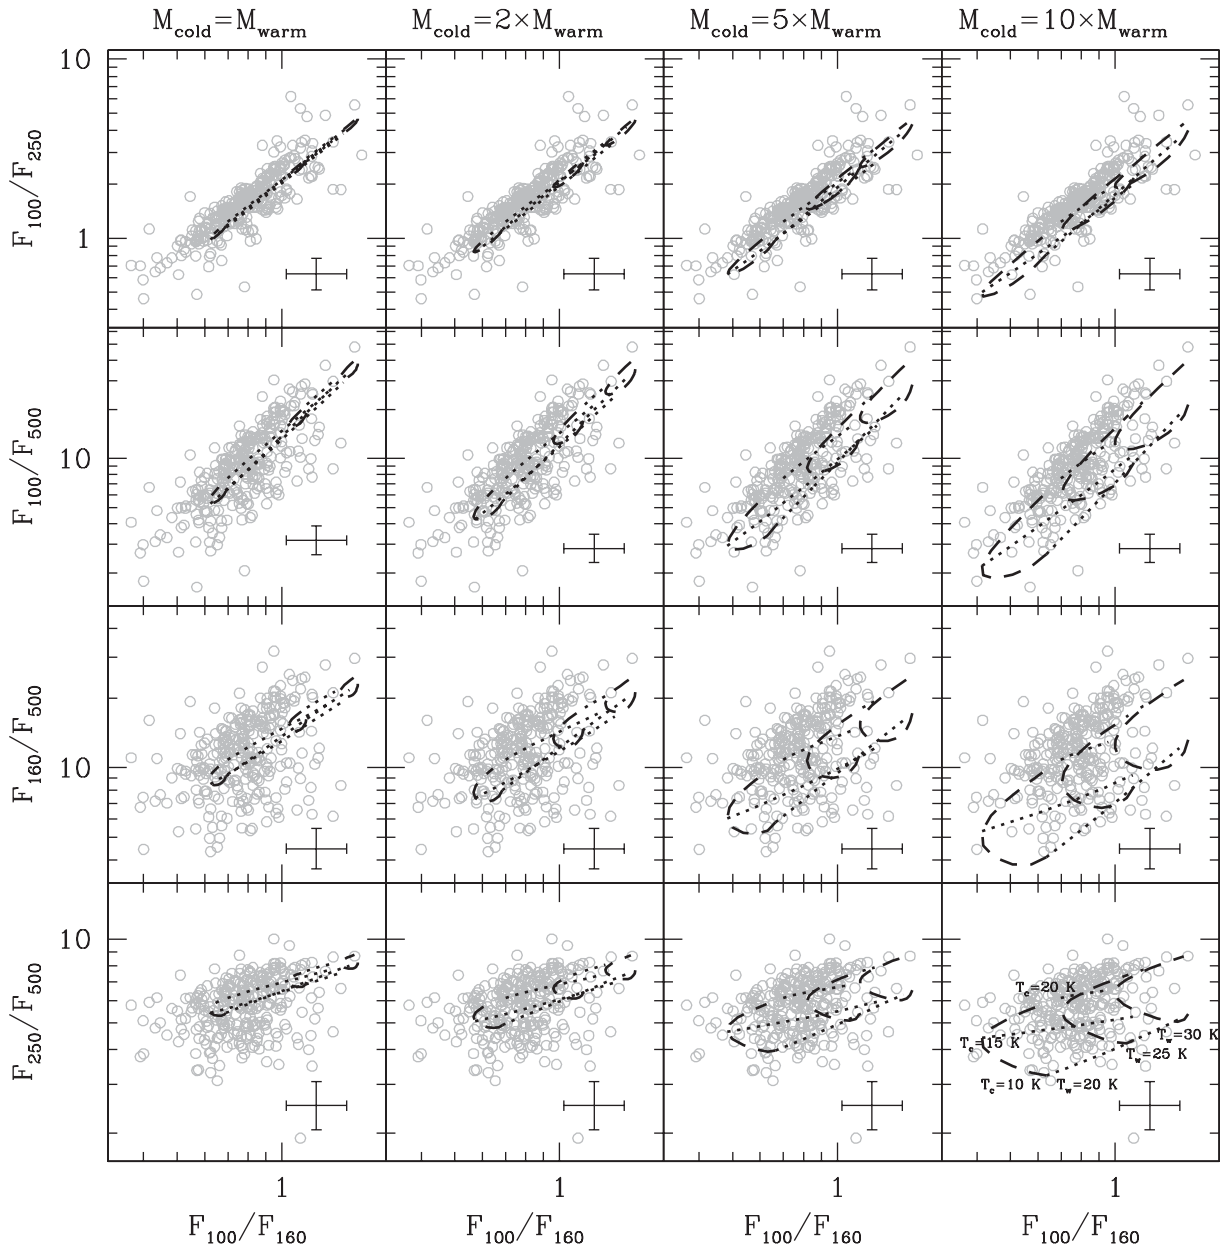 M_cold=M_warm
M_cold=2×M_warm
M_cold=5×M_warm
M_cold=10×M_warm
10
1
F_100/F_250
10
F_100/F_500
10
F_160/F_500
10
F_250/F_500
T_c=20 K
T_c=15 K
T_w=30 K
T_w=25 K
T_c=10 K
T_w=20 K
1
1
1
1
F_100/F_160
F_100/F_160
F_100/F_160
F_100/F_160